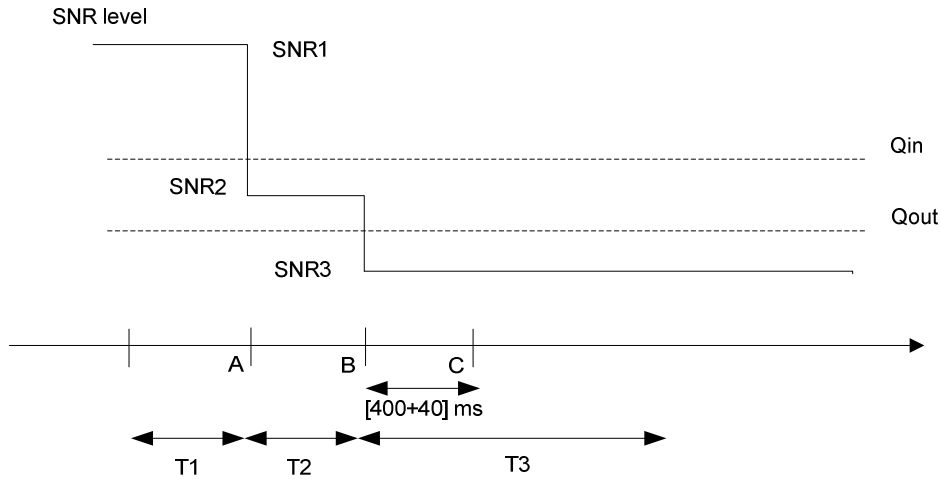 SNR level
SNR1
Qin
SNR2
Qout
SNR3
A
B
C
[400+40] ms
T1
T2
T3